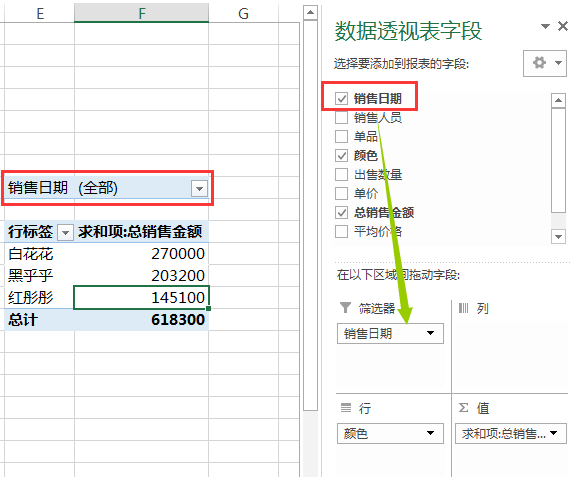 E F G
销售日期 (全部)
行标签 求和项:总销售金额
白花花 270000
黑乎乎 203200
红彤彤 145100
总计 618300
数据透视表字段
选择要添加到报表的字段:
销售日期
销售人员
单品
颜色
出售数量
单价
总销售金额
平均价格
在以下区域间拖动字段:
筛选器 列
销售日期
行 值
颜色 求和项:总销售...